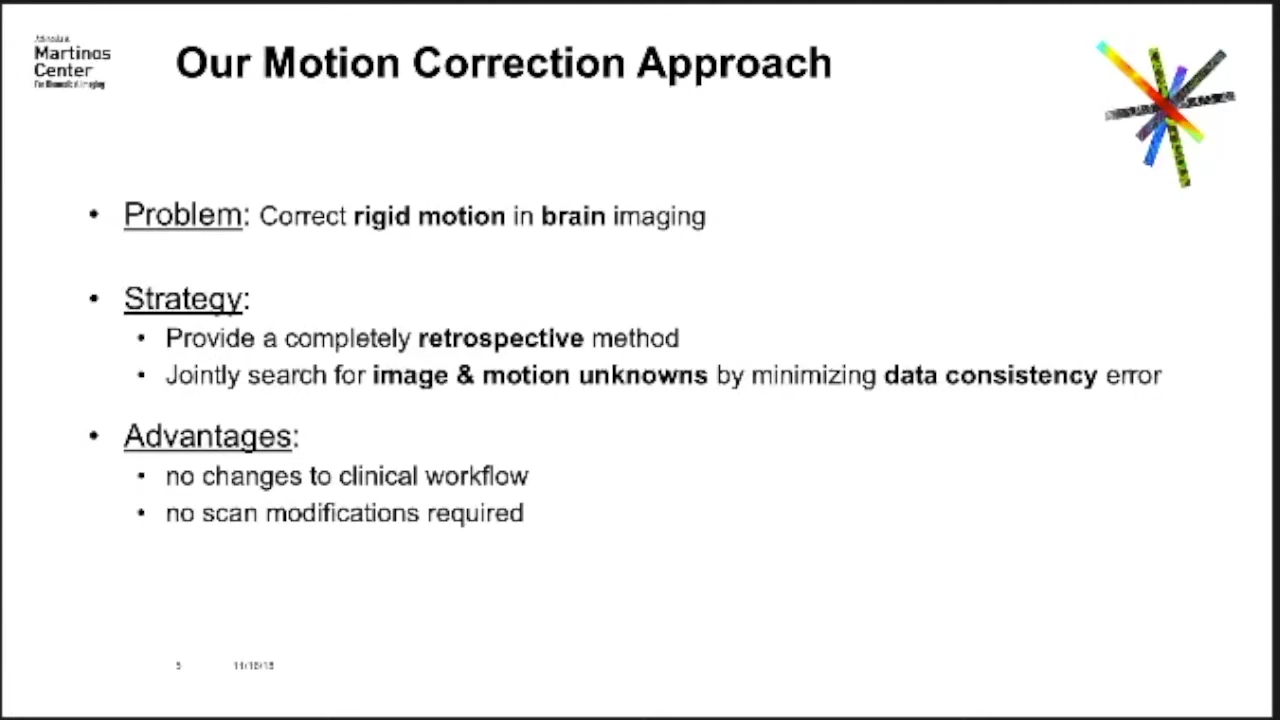 Martinos
Center
Our Motion Correction Approach
• Problem: Correct rigid motion in brain imaging
• Strategy:
• Provide a completely retrospective method
• Jointly search for image & motion unknowns by minimizing data consistency error
• Advantages:
• no changes to clinical workflow
• no scan modifications required